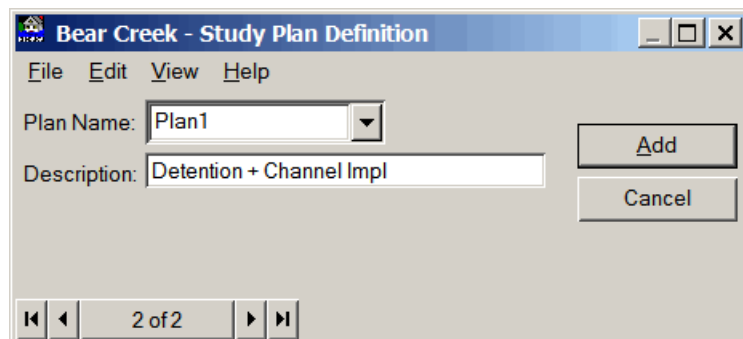 Bear Creek - Study Plan Definition
File Edit View Help
Plan Name: Plan1
Add
Description: Detention + Channel Impl
Cancel
2 of 2